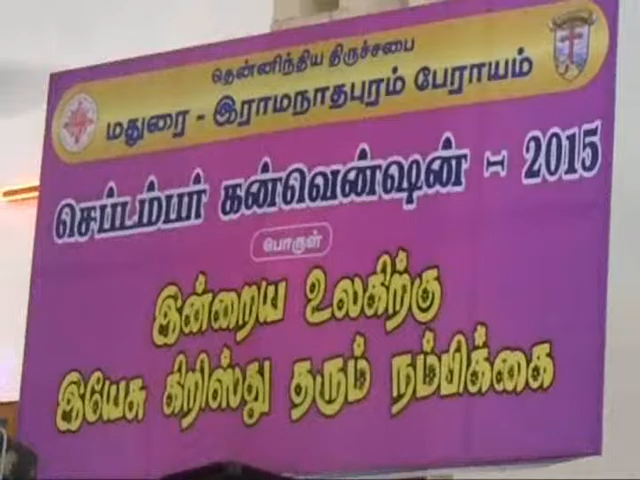 தென்னிந்திய திருச்சபை
மதுரை - இராமநாதபுரம் பேராயம்
செப்டம்பர் கன்வென்ஷன் - 2015
பொருள்
இன்றைய உலகிற்கு
இயேசு கிறிஸ்து தரும் நம்பிக்கை